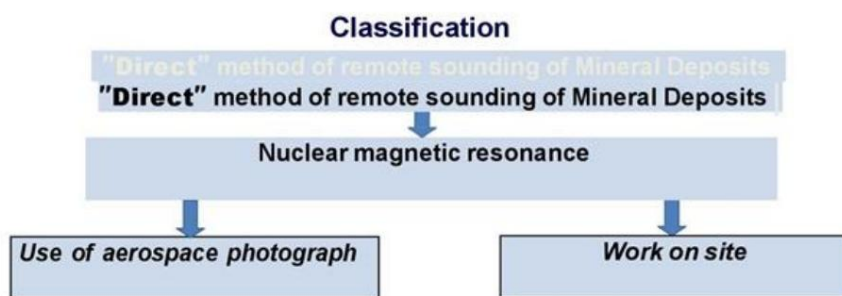 Classification
"Direct" method of remote sounding of Mineral Deposits
"Direct" method of remote sounding of Mineral Deposits
Nuclear magnetic resonance
Use of aerospace photograph
Work on site